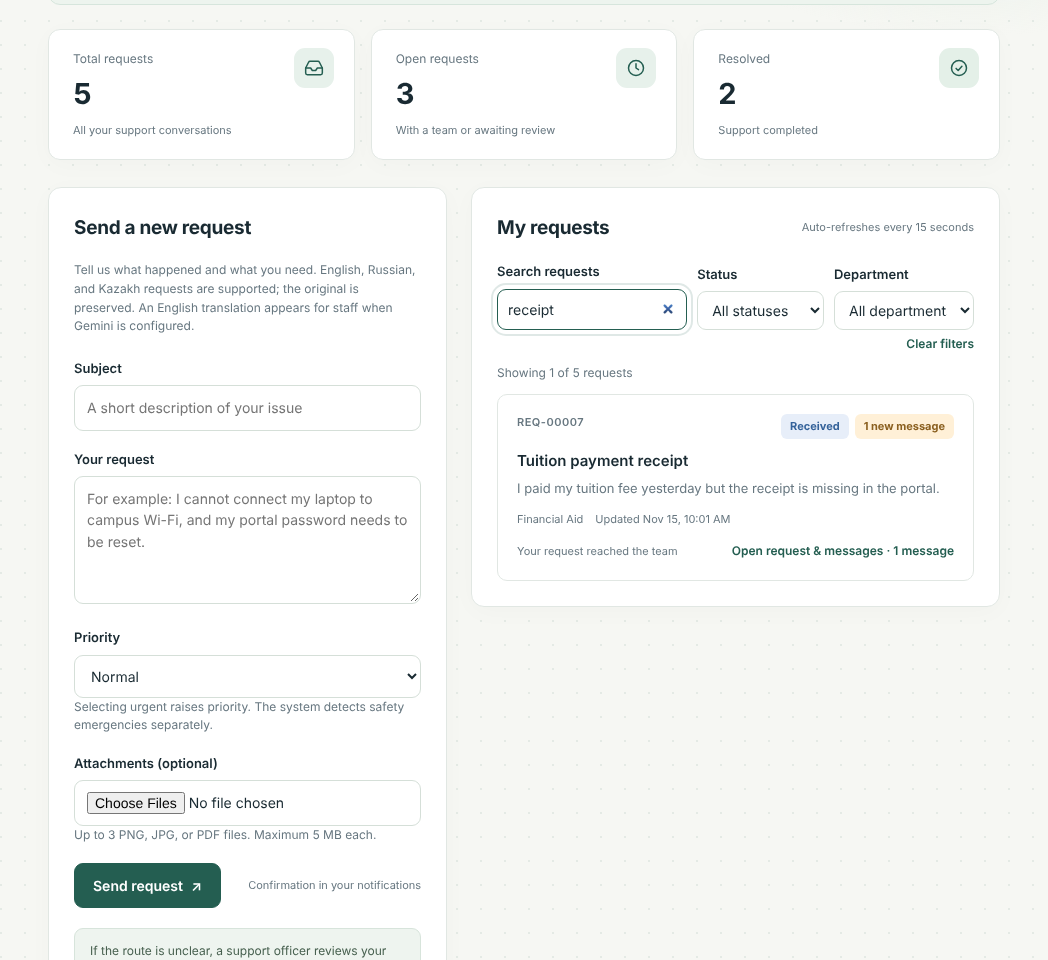 Total requests
5
All your support conversations
Open requests
3
With a team or awaiting review
Resolved
2
Support completed
Send a new request
Tell us what happened and what you need. English, Russian,
and Kazakh requests are supported; the original is
preserved. An English translation appears for staff when
Gemini is configured.
Subject
A short description of your issue
Your request
For example: I cannot connect my laptop to
campus Wi-Fi, and my portal password needs to
be reset.
Priority
Normal
Selecting urgent raises priority. The system detects safety
emergencies separately.
Attachments (optional)
Choose Files No file chosen
Up to 3 PNG, JPG, or PDF files. Maximum 5 MB each.
Send request ↗
Confirmation in your notifications
If the route is unclear, a support officer reviews your
My requests
Auto-refreshes every 15 seconds
Search requests
receipt
Status
All statuses
Department
All department
Clear filters
Showing 1 of 5 requests
REQ-00007
Received
1 new message
Tuition payment receipt
I paid my tuition fee yesterday but the receipt is missing in the portal.
Financial Aid Updated Nov 15, 10:01 AM
Your request reached the team
Open request & messages · 1 message